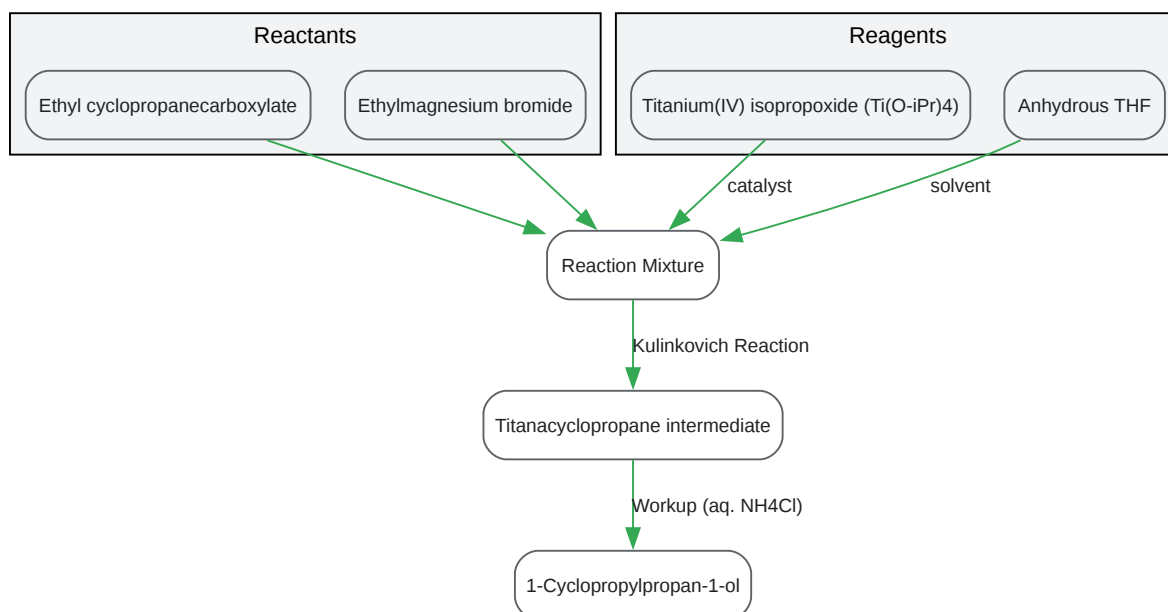 Reactants
Reagents
Ethyl cyclopropanecarboxylate
Ethylmagnesium bromide
Titanium(IV) isopropoxide (Ti(O-iPr)4)
Anhydrous THF
catalyst
solvent
Reaction Mixture
Kulinkovich Reaction
Titanacyclopropane intermediate
Workup (aq. NH4Cl)
1-Cyclopropylpropan-1-ol